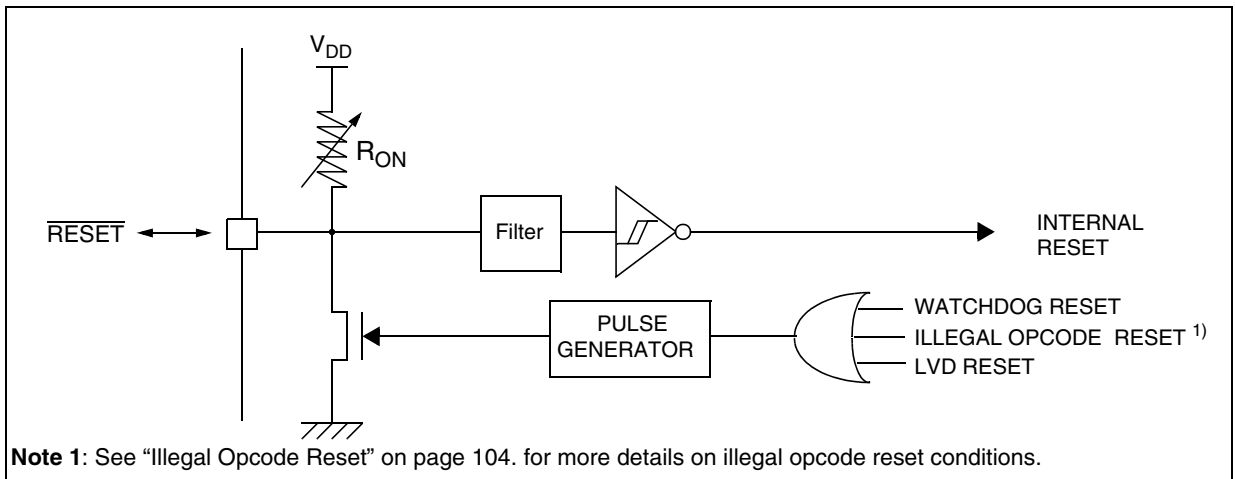 VDD
RON
RESET
Filter
INTERNAL
RESET
WATCHDOG RESET
PULSE
GENERATOR
ILLEGAL OPCODE RESET 1)
LVD RESET
Note 1: See “Illegal Opcode Reset” on page 104. for more details on illegal opcode reset conditions.